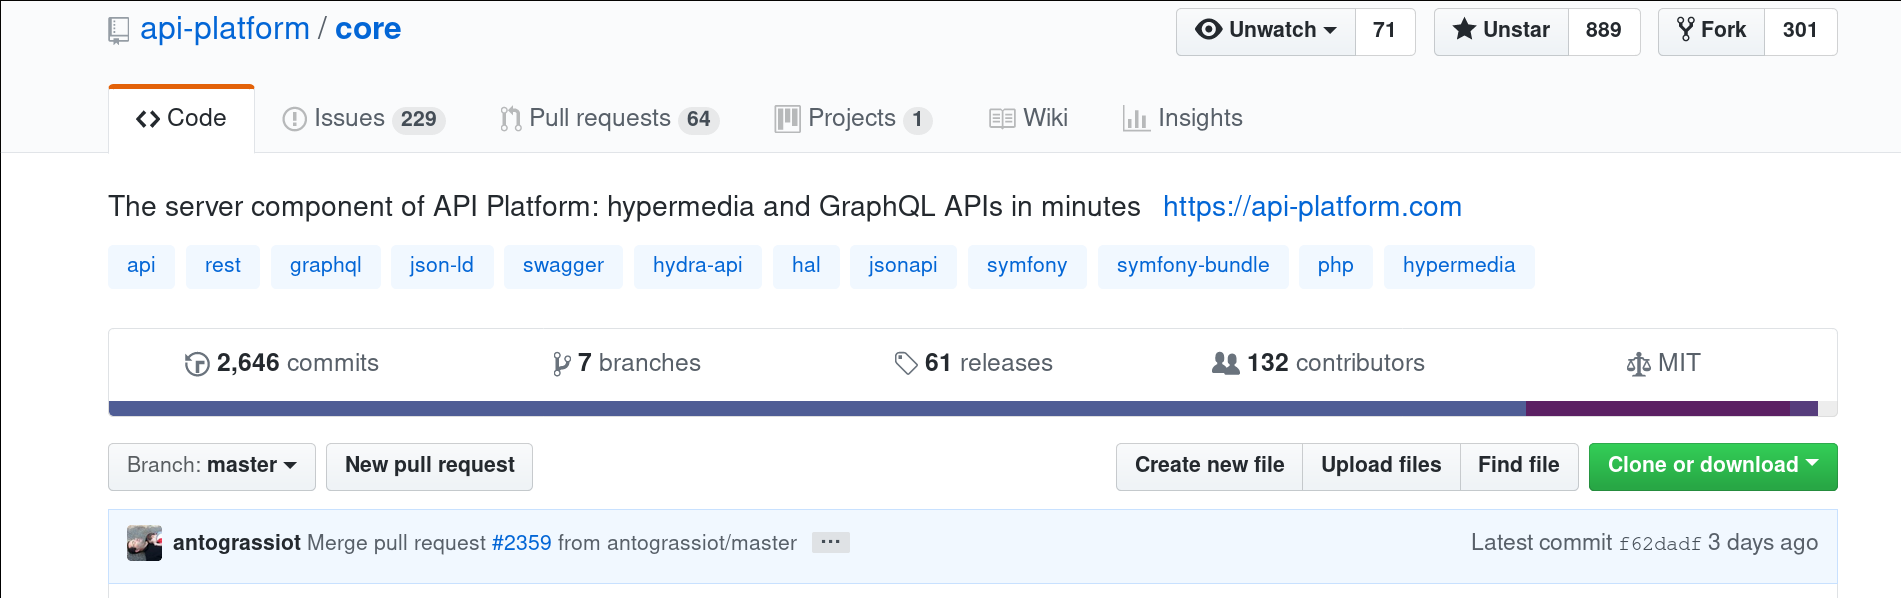 api-platform / core Unwatch 71 Unstar 889 Fork 301
Code Issues 229 Pull requests 64 Projects 1 Wiki Insights
The server component of API Platform: hypermedia and GraphQL APIs in minutes https://api-platform.com
api rest graphql json-ld swagger hydra-api hal jsonapi symfony symfony-bundle php hypermedia
2,646 commits 7 branches 61 releases 132 contributors MIT
Branch: master New pull request Create new file Upload files Find file Clone or download
antograssiot Merge pull request #2359 from antograssiot/master ... Latest commit f62dadf 3 days ago